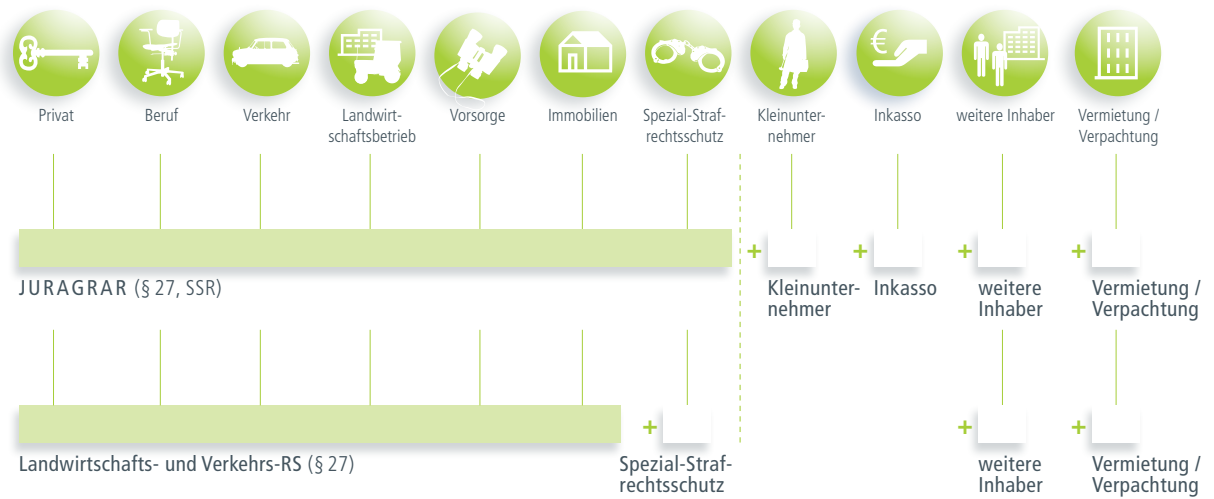 €
Privat
Beruf
Verkehr
Landwirt-
schaftsbetrieb
Vorsorge
Immobilien
Spezial-Straf-
rechtsschutz
Kleinunter-
nehmer
Inkasso
weitere Inhaber
Vermietung /
Verpachtung
+
+
+
+
JURAGRAR (§ 27, SSR)
Kleinunter-
nehmer
Inkasso
weitere
Inhaber
Vermietung /
Verpachtung
+
+
+
Landwirtschafts- und Verkehrs-RS (§ 27)
Spezial-Straf-
rechtsschutz
weitere
Inhaber
Vermietung /
Verpachtung